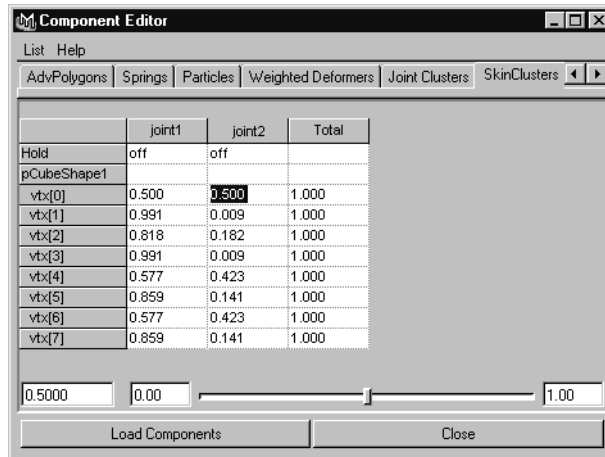 Component Editor
List Help
AdvPolygons Springs Particles Weighted Deformers Joint Clusters SkinClusters
joint1 joint2 Total
Hold off off
pCubeShape1
vtx[0] 0.500 0.500 1.000
vtx[1] 0.991 0.009 1.000
vtx[2] 0.818 0.182 1.000
vtx[3] 0.991 0.009 1.000
vtx[4] 0.577 0.423 1.000
vtx[5] 0.859 0.141 1.000
vtx[6] 0.577 0.423 1.000
vtx[7] 0.859 0.141 1.000
0.5000 0.00 1.00
Load Components Close